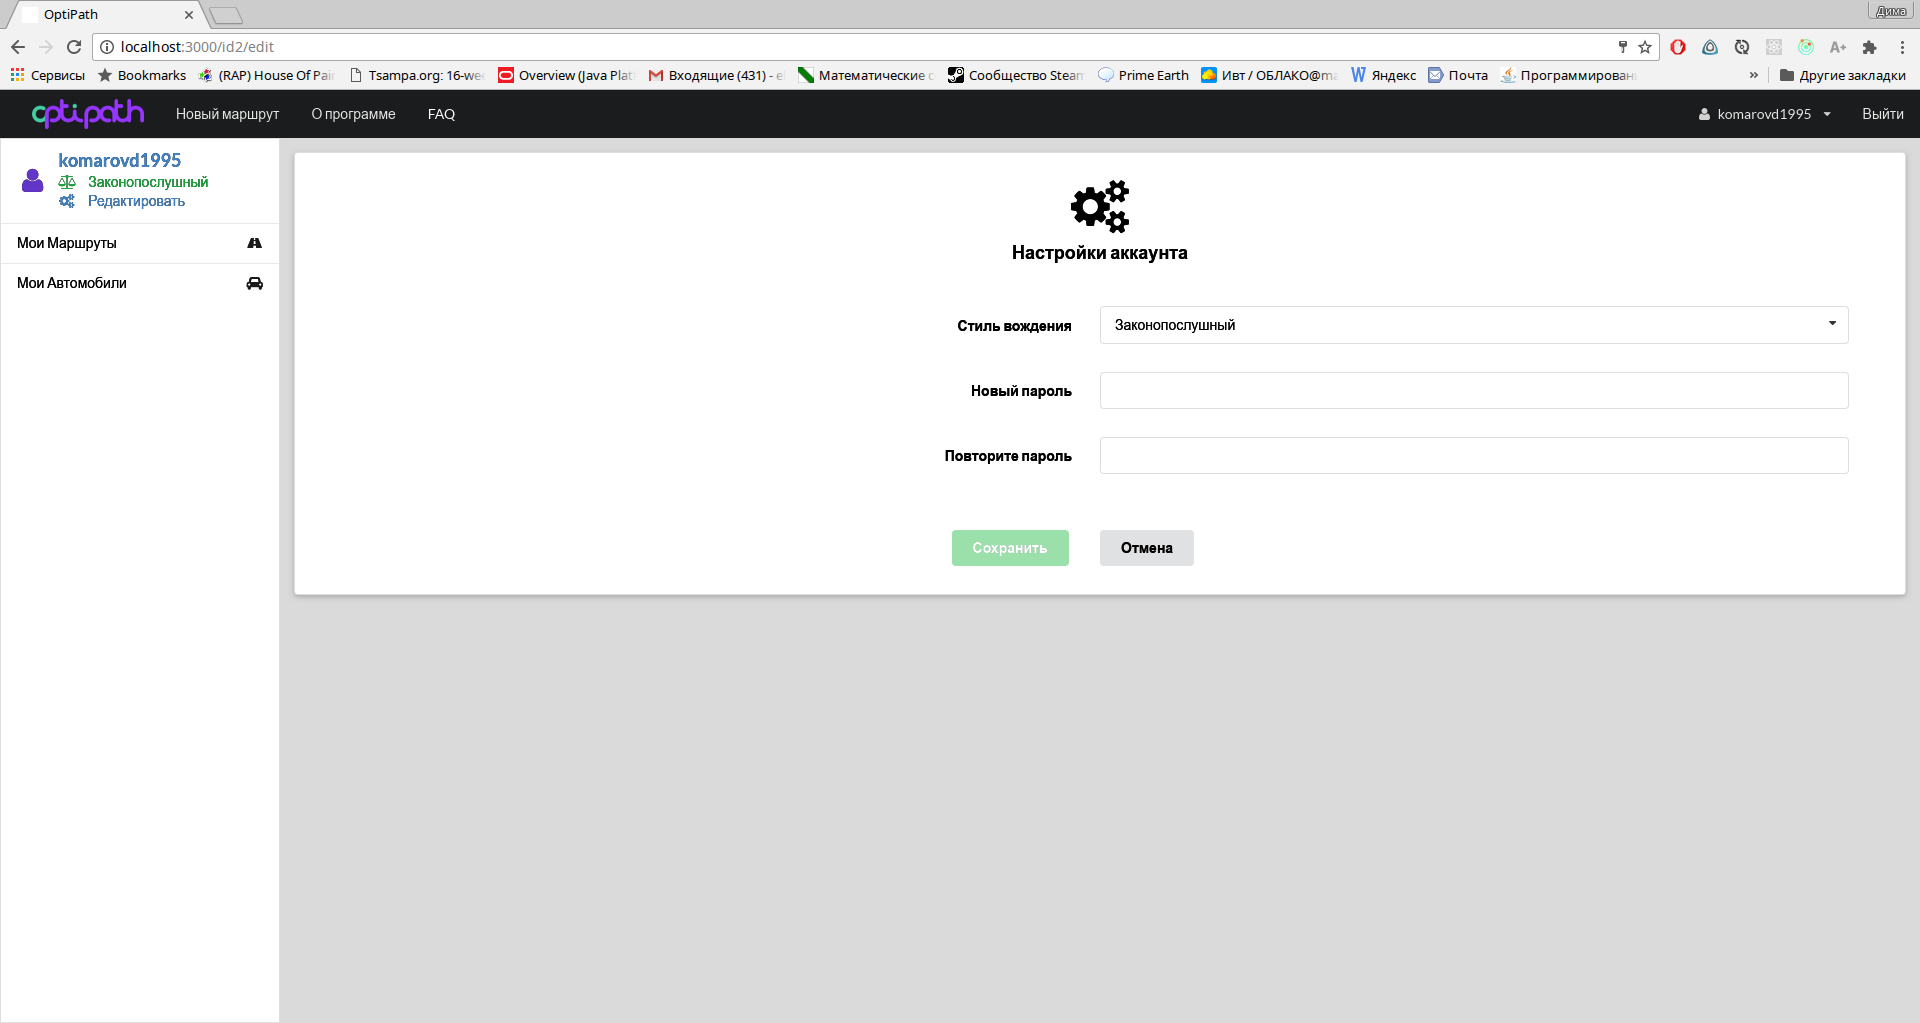 OptiPath
Дима
localhost:3000/id2/edit
A+
Сервисы
Bookmarks
(RAP) House Of Pai
Tsampa.org: 16-we
Overview (Java Plat
Входящие (431) - e
Математические с
Сообщество Steam
Prime Earth
Ивт / ОБЛАКО@ma
Яндекс
Почта
Программирован
»
Другие закладки
optipath
Новый маршрут
О программе
FAQ
komarovd1995
Выйти
komarovd1995
Законопослушный
Редактировать
Мои Маршруты
Мои Автомобили
Настройки аккаунта
Стиль вождения
Законопослушный
Новый пароль
Повторите пароль
Сохранить
Отмена